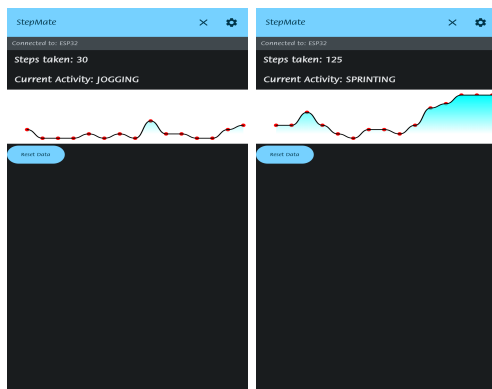 StepMate
Connected to: ESP32
Steps taken: 30
Current Activity: JOGGING
Reset Data
StepMate
Connected to: ESP32
Steps taken: 125
Current Activity: SPRINTING
Reset Data